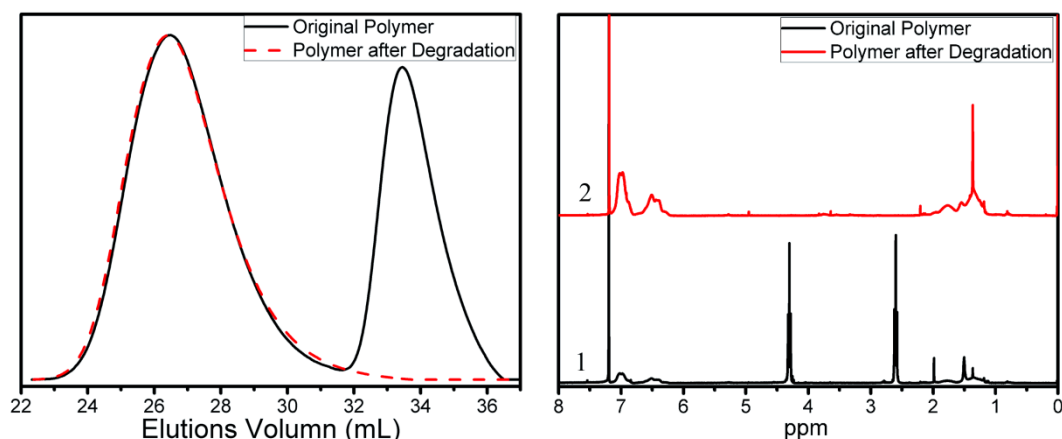 Original Polymer
Polymer after Degradation
22 24 26 28 30 32 34 36
Elutions Volumn (mL)
Original Polymer
Polymer after Degradation
2
1
8 7 6 5 4 3 2 1 0
ppm